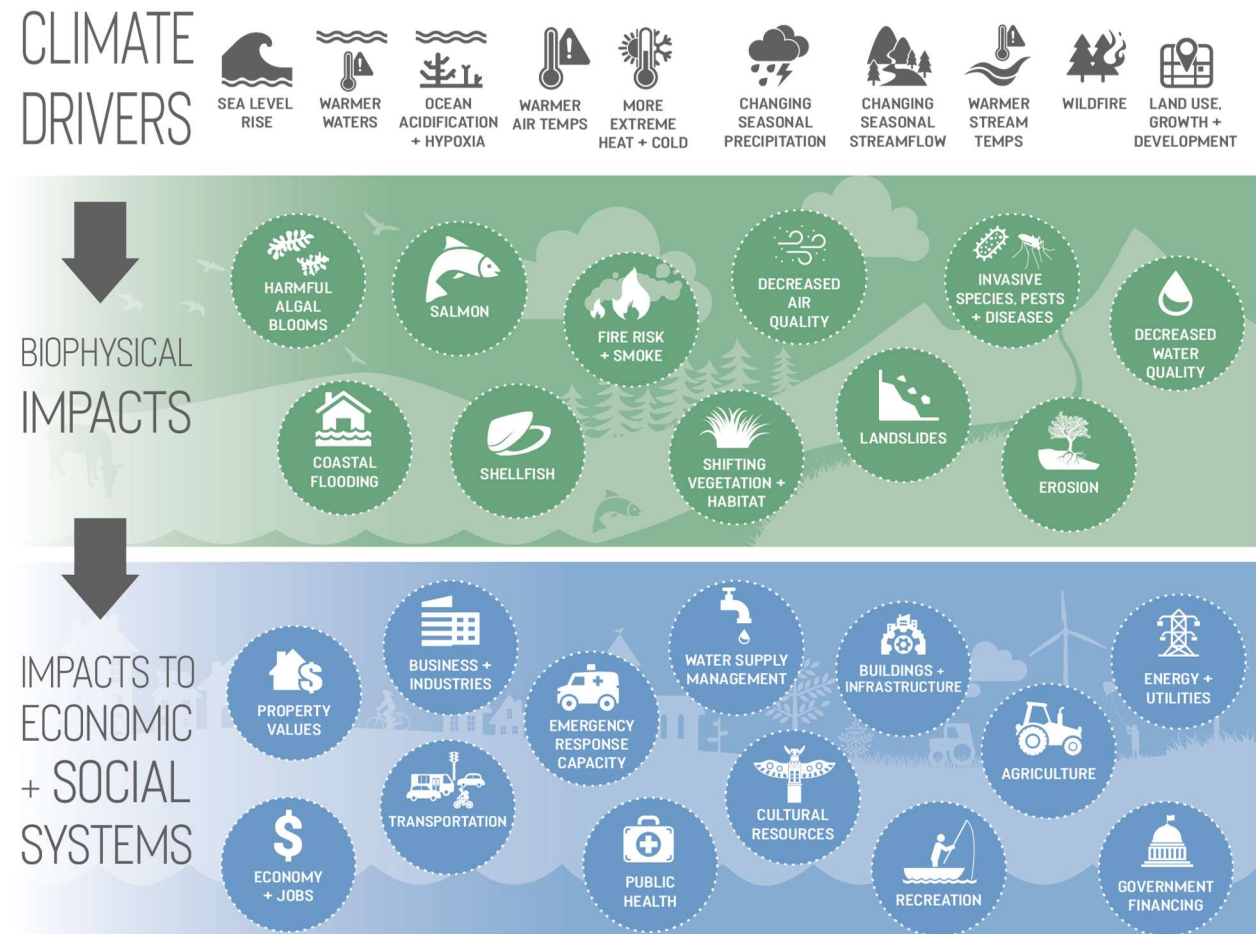 CLIMATE
DRIVERS
SEA LEVEL
RISE
WARMER
WATERS
OCEAN
ACIDIFICATION
+ HYPOXIA
WARMER
AIR TEMPS
MORE
EXTREME
HEAT + COLD
CHANGING
SEASONAL
PRECIPITATION
CHANGING
SEASONAL
STREAMFLOW
WARMER
STREAM
TEMPS
WILDFIRE
LAND USE,
GROWTH +
DEVELOPMENT
BIOPHYSICAL
IMPACTS
HARMFUL
ALGAL
BLOOMS
SALMON
FIRE RISK
+ SMOKE
DECREASED
AIR
QUALITY
INVASIVE
SPECIES, PESTS
+ DISEASES
DECREASED
WATER
QUALITY
COASTAL
FLOODING
SHELLFISH
SHIFTING
VEGETATION +
HABITAT
LANDSLIDES
EROSION
IMPACTS TO
ECONOMIC
+ SOCIAL
SYSTEMS
PROPERTY
VALUES
BUSINESS +
INDUSTRIES
EMERGENCY
RESPONSE
CAPACITY
WATER SUPPLY
MANAGEMENT
BUILDINGS +
INFRASTRUCTURE
AGRICULTURE
ENERGY +
UTILITIES
$
ECONOMY
+ JOBS
TRANSPORTATION
PUBLIC
HEALTH
CULTURAL
RESOURCES
RECREATION
GOVERNMENT
FINANCING